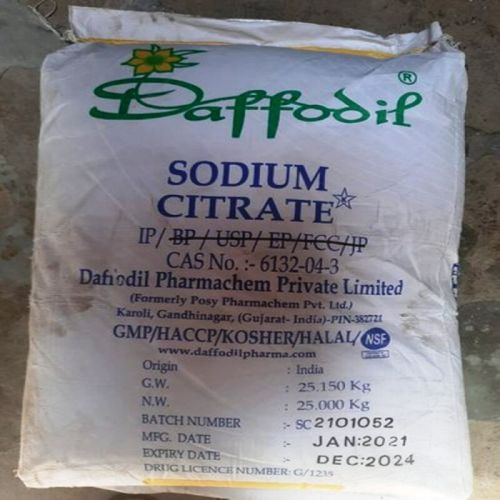 Daffodil ®
SODIUM
CITRATE
IP/ BP / USP/ EP/FCC/JP
CAS No. :- 6132-04-3
Daffodil Pharmachem Private Limited
(Formerly Posy Pharmachem Pvt. Ltd.)
Karoli, Gandhinagar, (Gujarat- India)-PIN-382721
GMP/HACCP/KOSHER/HALAL/ NSF
www.daffodilpharma.com
Origin : India
G.W. : 25.150 Kg
N.W. : 25.000 Kg
BATCH NUMBER :- SC 2101052
MFG. DATE :- JAN:2021
EXPIRY DATE :- DEC:2024
DRUG LICENCE NUMBER: G/1235